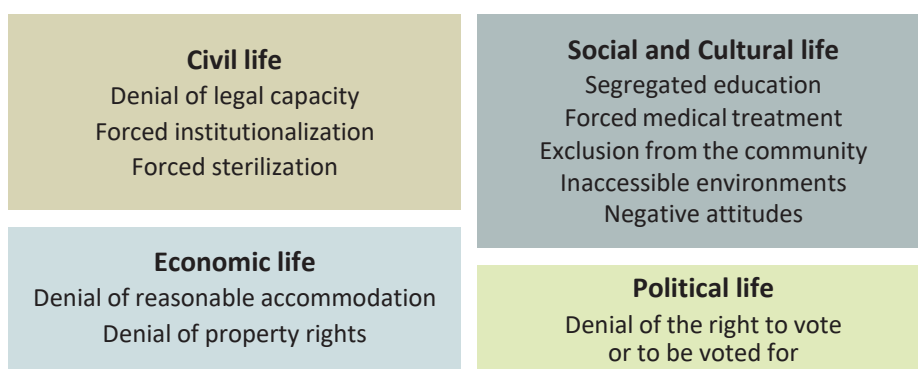 Civil life
Denial of legal capacity
Forced institutionalization
Forced sterilization
Social and Cultural life
Segregated education
Forced medical treatment
Exclusion from the community
Inaccessible environments
Negative attitudes
Economic life
Denial of reasonable accommodation
Denial of property rights
Political life
Denial of the right to vote
or to be voted for